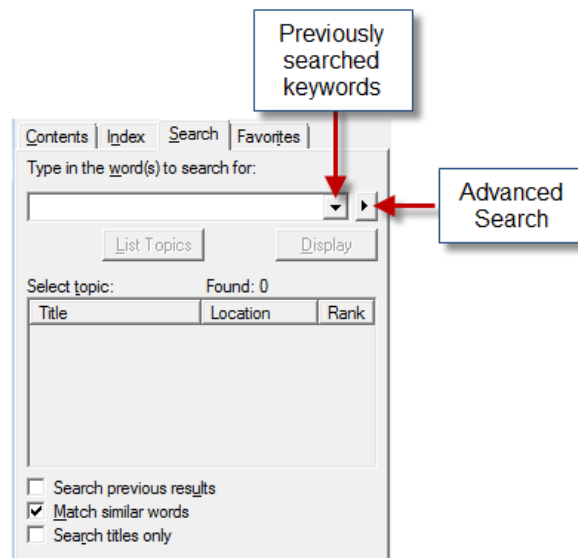 Previously
searched
keywords
Contents Index Search Favorites
Type in the word(s) to search for:
Advanced
Search
List Topics Display
Select topic: Found: 0
Title Location Rank
Search previous results
Match similar words
Search titles only